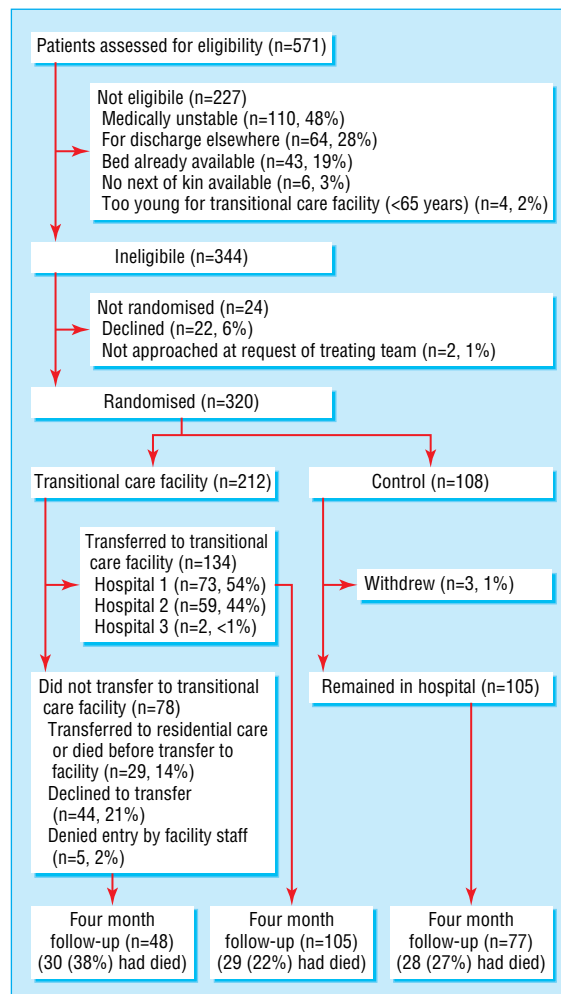 Patients assessed for eligibility (n=571)
Not eligible (n=227)
Medically unstable (n=110, 48%)
For discharge elsewhere (n=64, 28%)
Bed already available (n=43, 19%)
No next of kin available (n=6, 3%)
Too young for transitional care facility (<65 years) (n=4, 2%)
Ineligibile (n=344)
Not randomised (n=24)
Declined (n=22, 6%)
Not approached at request of treating team (n=2, 1%)
Randomised (n=320)
Transitional care facility (n=212)
Control (n=108)
Transferred to transitional
care facility (n=134)
Hospital 1 (n=73, 54%)
Hospital 2 (n=59, 44%)
Hospital 3 (n=2, <1%)
Withdrew (n=3, 1%)
Did not transfer to transitional
care facility (n=78)
Transferred to residential care
or died before transfer to
facility (n=29, 14%)
Declined to transfer
(n=44, 21%)
Denied entry by facility staff
(n=5, 2%)
Remained in hospital (n=105)
Four month
follow-up (n=48)
(30 (38%) had died)
Four month
follow-up (n=105)
29 (22%) had died)
Four month
follow-up (n=77)
28 (27%) had died)